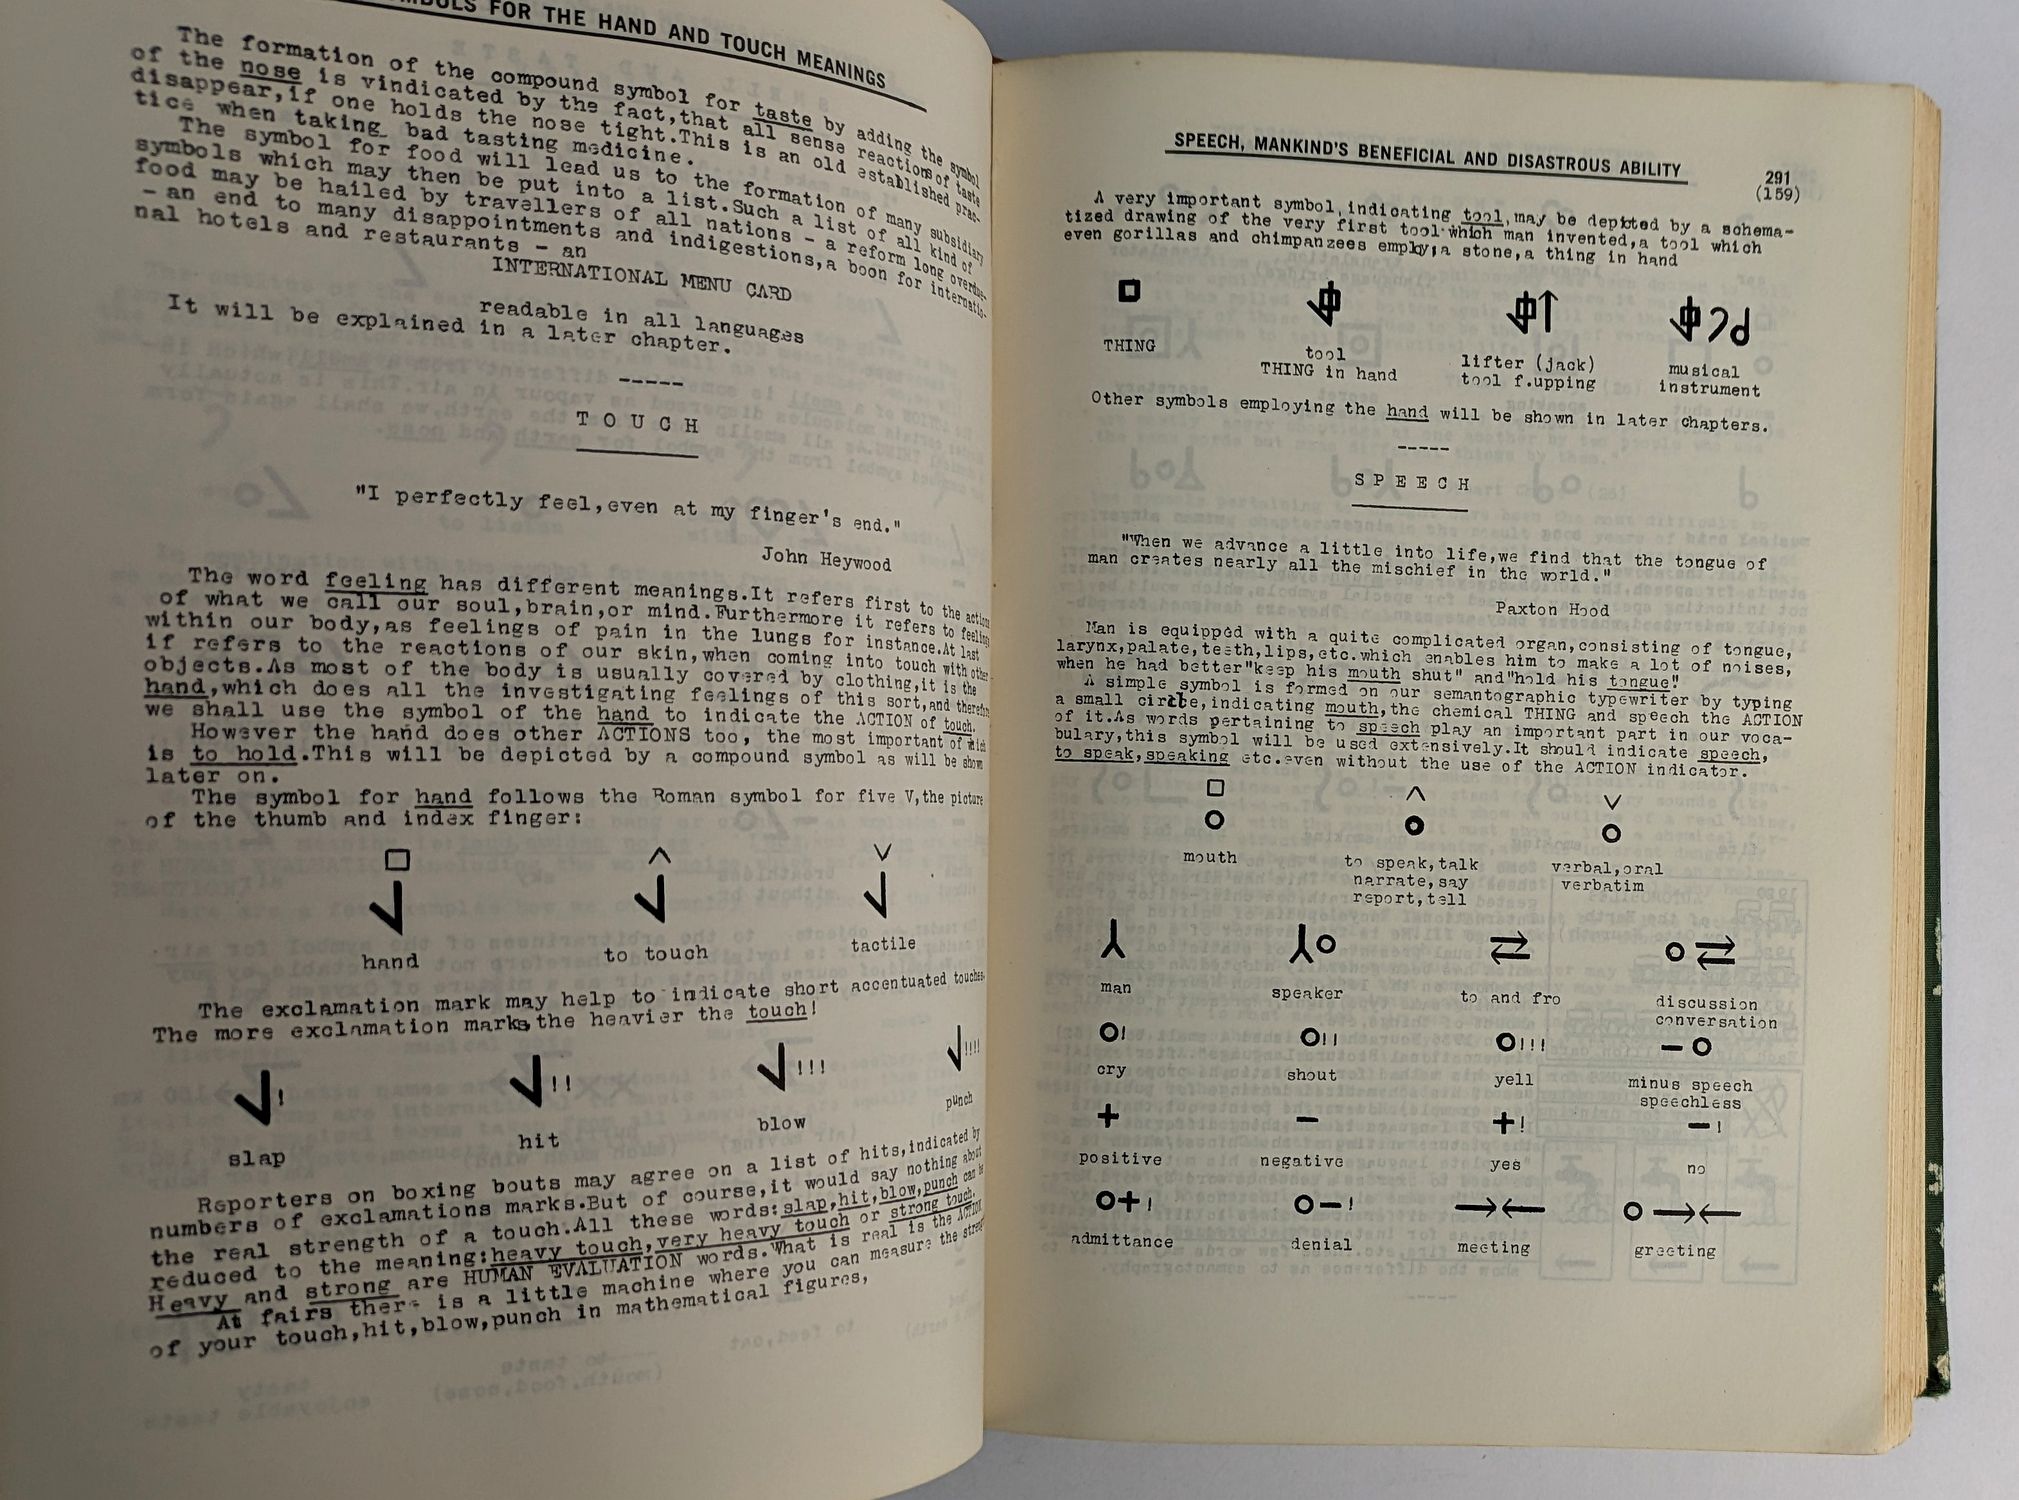 SYMBOLS FOR THE HAND AND TOUCH MEANINGS
The formation of the compound symbol for taste by adding the symbol
of the nose is vindicated by the fact,that all sense reactions of taste
disappear,if one holds the nose tight.This is an old established prac-
tice when taking bad tasting medicine.
The symbol for food will lead us to the formation of many subsidiary
symbols which may then be put into a list.Such a list of all kind of
food may be hailed by travellers of all nations - a reform long overdue-
- an end to many disappointments and indigestions,a boon for internatio-
nal hotels and restaurants - an
INTERNATIONAL MENU CARD
readable in all languages
It will be explained in a later chapter.
-----
T O U C H
"I perfectly feel,even at my finger's end."
John Heywood
The word feeling has different meanings.It refers first to the actions
of what we call our soul,brain,or mind.Furthermore it refers to feelings
within our body,as feelings of pain in the lungs for instance.At last
if refers to the reactions of our skin,when coming into touch with other
objects.As most of the body is usually covered by clothing,it is the
hand,which does all the investigating feelings of this sort,and therefore
we shall use the symbol of the hand to indicate the ACTION of touch.
However the hand does other ACTIONS too, the most important of which
is to hold.This will be depicted by a compound symbol as will be shown
later on.
The symbol for hand follows the Roman symbol for five V,the picture
of the thumb and index finger:
hand to touch tactile
The exclamation mark may help to indicate short accentuated touches.
The more exclamation marks,the heavier the touch!
! !! !!! !!!!
slap hit blow punch
Reporters on boxing bouts may agree on a list of hits,indicated by
numbers of exclamations marks.But of course,it would say nothing about
the real strength of a touch.All these words:slap,hit,blow,punch can be
reduced to the meaning:heavy touch,very heavy touch or strong touch.
Heavy and strong are HUMAN EVALUATION words.What is real is the ACTION
At fairs there is a little machine where you can measure the strength
of your touch,hit,blow,punch in mathematical figures,
SPEECH, MANKIND'S BENEFICIAL AND DISASTROUS ABILITY
291
(159)
A very important symbol,indicating tool,may be depicted by a schema-
tized drawing of the very first tool which man invented,a tool which
even gorillas and chimpanzees employ;a stone,a thing in hand
THING tool lifter (jack) musical
THING in hand tool f.upping instrument
Other symbols employing the hand will be shown in later chapters.
-----
S P E E C H
"When we advance a little into life,we find that the tongue of
man creates nearly all the mischief in the world."
Paxton Hood
Man is equipped with a quite complicated organ,consisting of tongue,
larynx,palate,teeth,lips,etc.which enables him to make a lot of noises,
when he had better"keep his mouth shut" and"hold his tongue!"
A simple symbol is formed on our semantographic typewriter by typing
a small circle,indicating mouth,the chemical THING and speech the ACTION
of it.As words pertaining to speech play an important part in our voca-
bulary,this symbol will be used extensively.It should indicate speech,
to speak,speaking etc.even without the use of the ACTION indicator.
mouth to speak,talk verbal,oral
narrate,say verbatim
report,tell
man speaker to and fro discussion
conversation
! !! !!! -
cry shout yell minus speech
speechless
+ - +! -!
positive negative yes no
+! -!
admittance denial meeting greeting